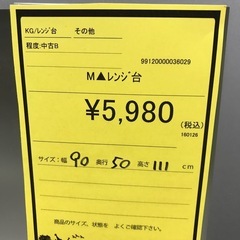 KG/レンジ台 その他
程度:中古B
99120000036029
M▲レンジ台
¥5,980
(税込)
160126
サイズ:幅 90 奥行 50 高さ 111 cm
商品のサイズ、状態を よくご確認下さい。